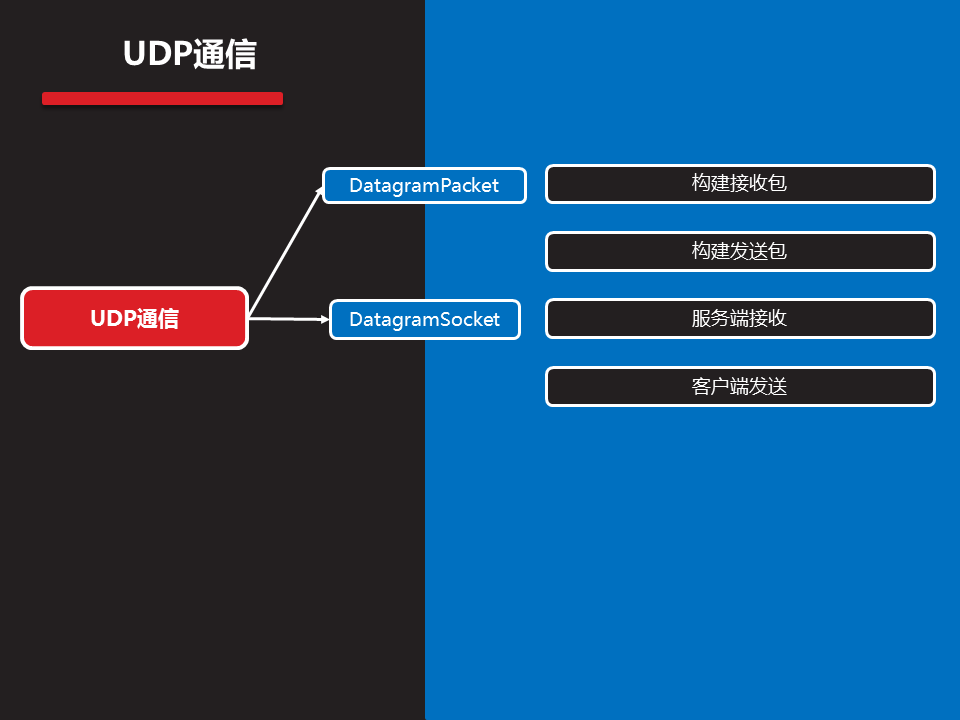 UDP通信
DatagramPacket
构建接收包
构建发送包
UDP通信
DatagramSocket
服务端接收
客户端发送